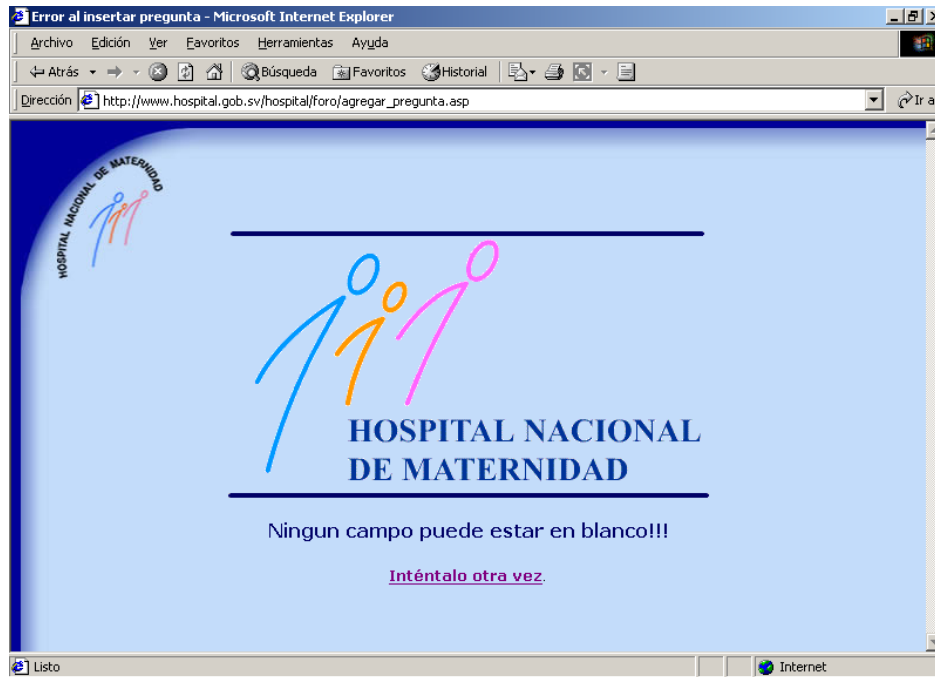 Error al insertar pregunta - Microsoft Internet Explorer
Archivo Edición Ver Favoritos Herramientas Ayuda
Atrás Búsqueda Favoritos Historial
Dirección http://www.hospital.gob.sv/hospital/foro/agregar_pregunta.asp Ir a
HOSPITAL NACIONAL DE MATERNIDAD
HOSPITAL NACIONAL
DE MATERNIDAD
Ningun campo puede estar en blanco!!!
Inténtalo otra vez.
Listo Internet